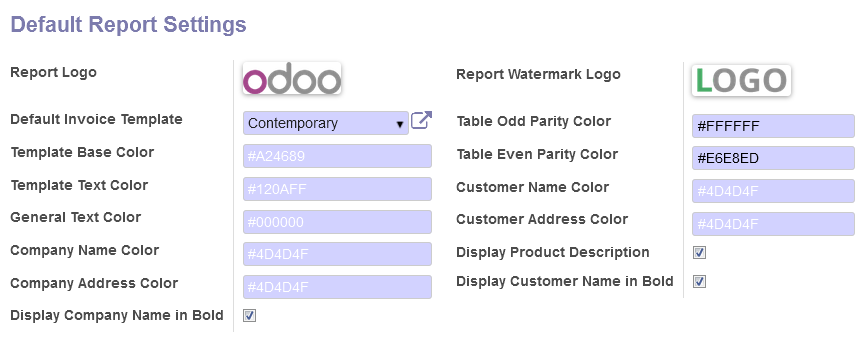 Default Report Settings
Report Logo
odoo
Default Invoice Template
Contemporary
Template Base Color
#A24689
Template Text Color
#120AFF
General Text Color
#000000
Company Name Color
#4D4D4F
Company Address Color
#4D4D4F
Display Company Name in Bold
Report Watermark Logo
LOGO
Table Odd Parity Color
#FFFFFF
Table Even Parity Color
#E6E8ED
Customer Name Color
#4D4D4F
Customer Address Color
#4D4D4F
Display Product Description
Display Customer Name in Bold